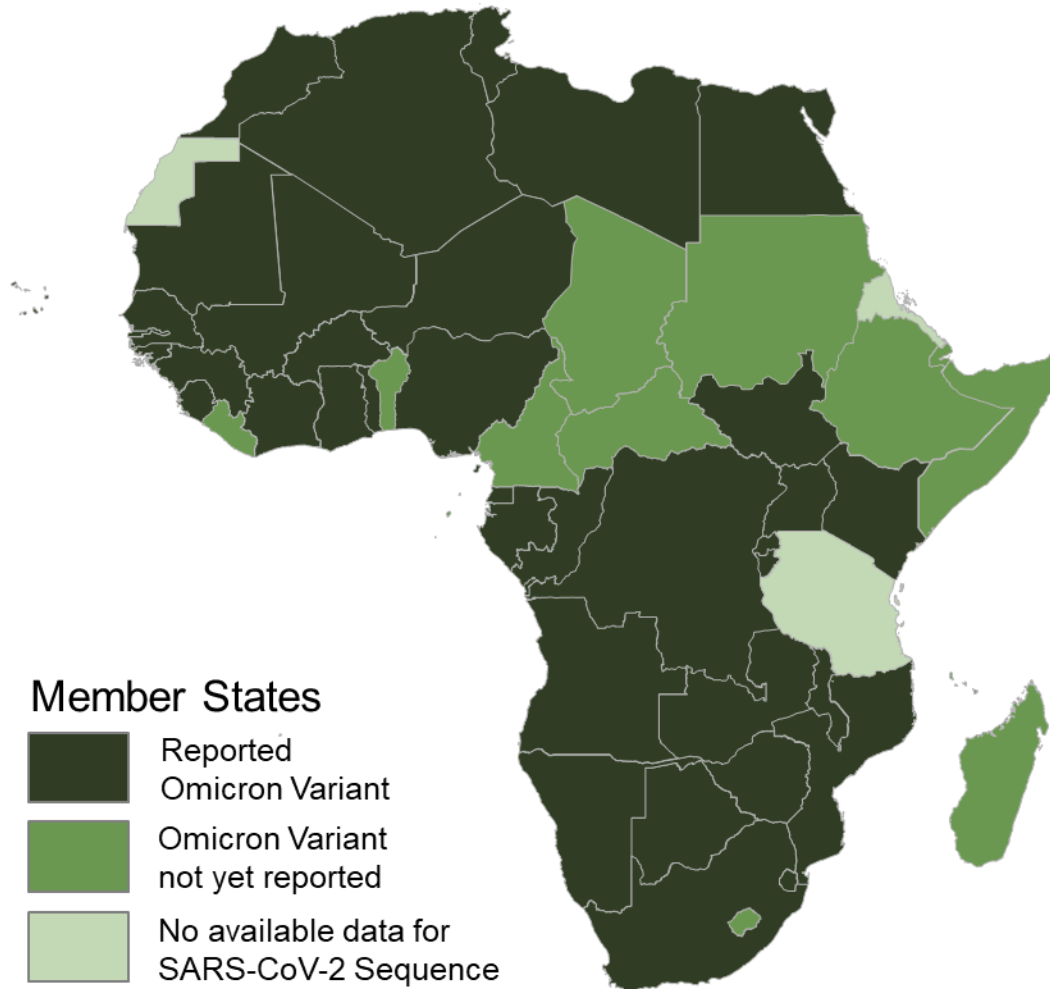 Member States
Reported
Omicron Variant
Omicron Variant
not yet reported
No available data for
SARS-CoV-2 Sequence